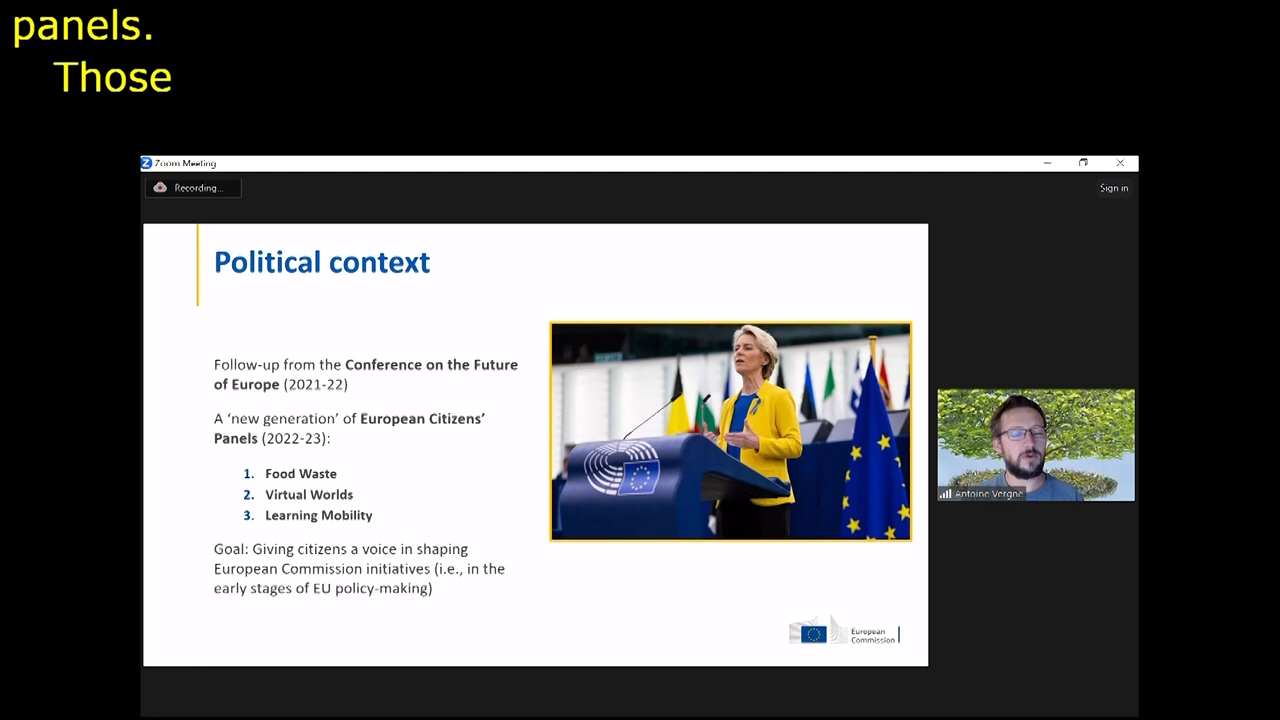 panels.
Those
Zoom Meeting
Recording...
Sign in
Political context
Follow-up from the Conference on the Future
of Europe (2021-22)
A ‘new generation’ of European Citizens’
Panels (2022-23):
1. Food Waste
2. Virtual Worlds
3. Learning Mobility
Goal: Giving citizens a voice in shaping
European Commission initiatives (i.e., in the
early stages of EU policy-making)
Antoine Vergne
European
Commission